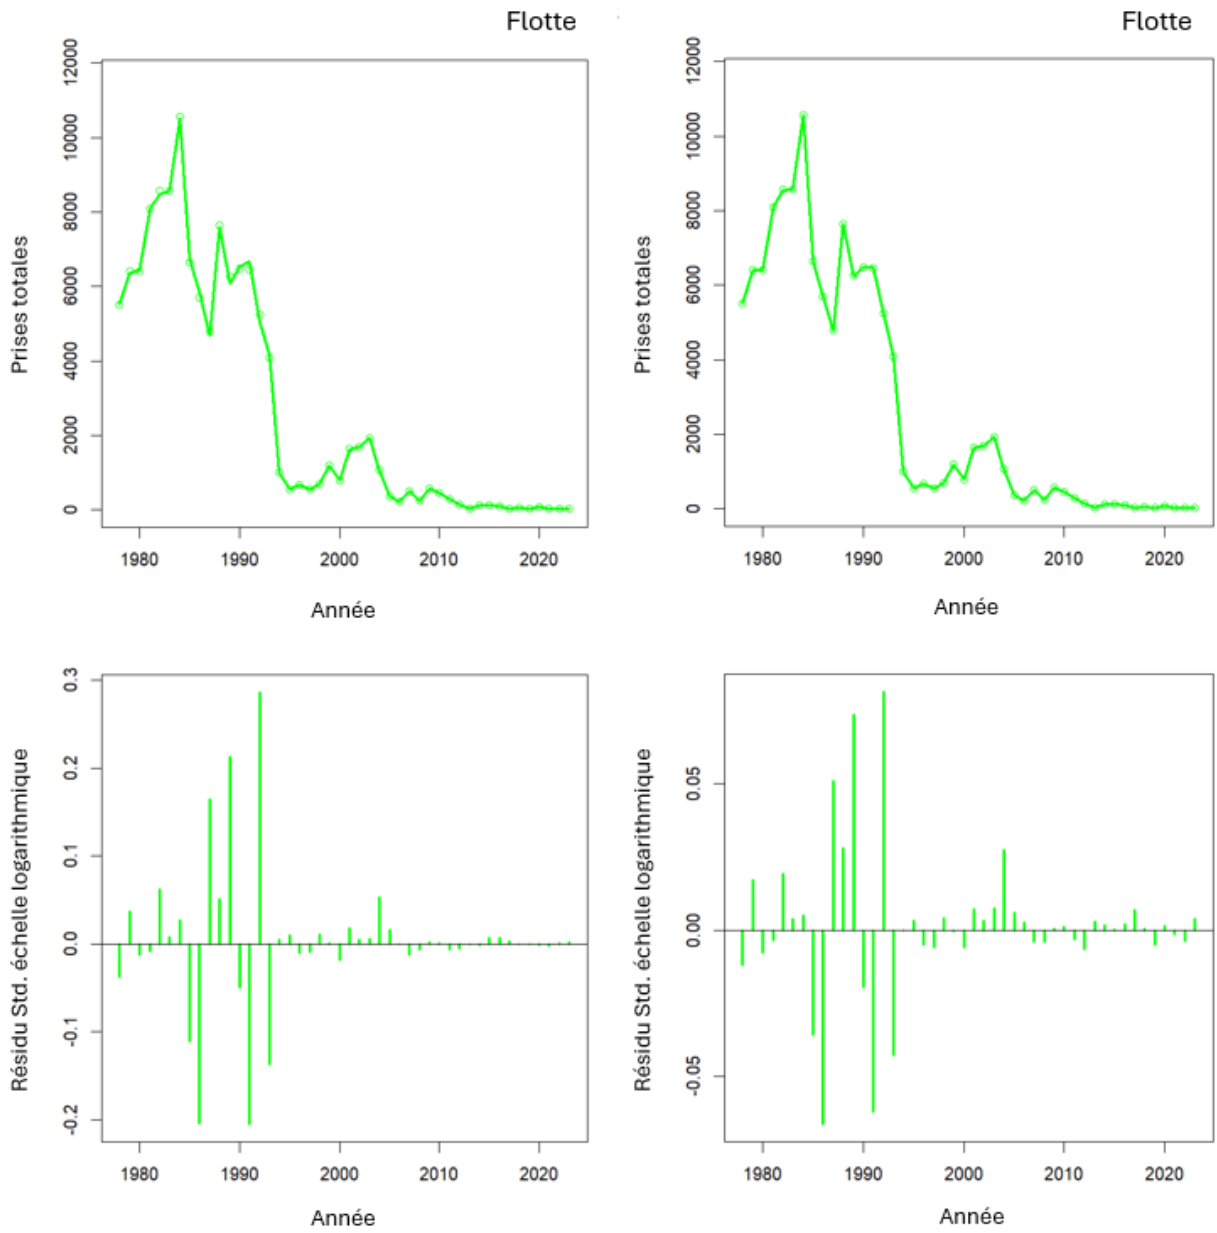 Flotte
Prises totales
12000
10000
8000
6000
4000
2000
0
1980 1990 2000 2010 2020
Année
Flotte
Prises totales
12000
10000
8000
6000
4000
2000
0
1980 1990 2000 2010 2020
Année
Résidu Std. échelle logarithmique
0.3
0.2
0.1
0.0
-0.1
-0.2
1980 1990 2000 2010 2020
Année
Résidu Std. échelle logarithmique
0.05
0.00
-0.05
1980 1990 2000 2010 2020
Année